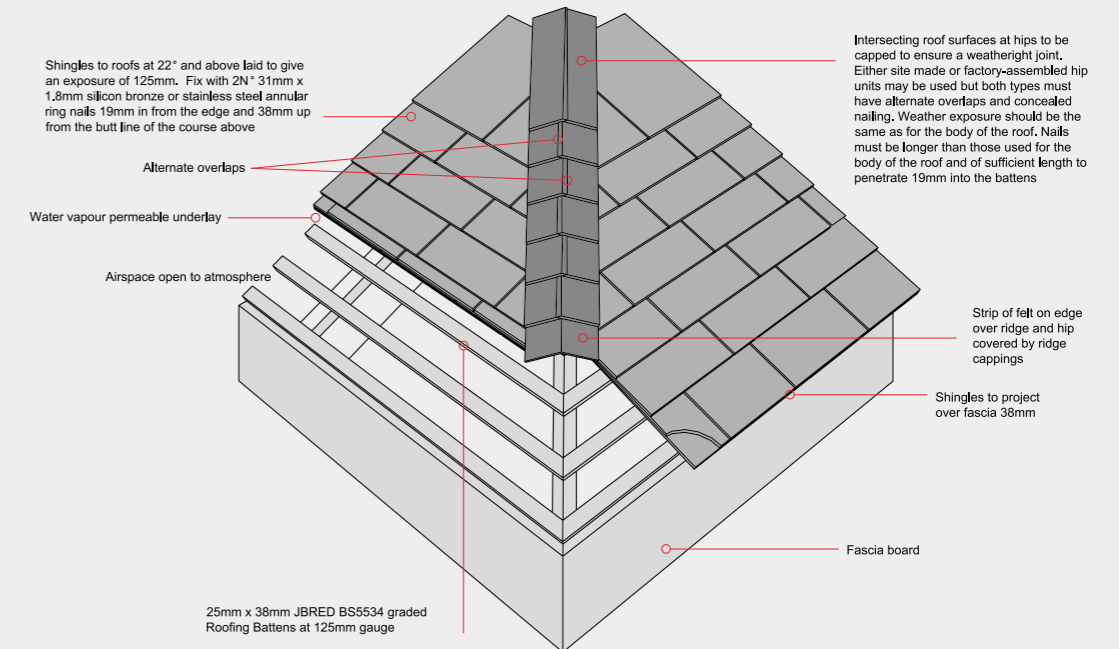 Shingles to roofs at 22° and above laid to give
an exposure of 125mm. Fix with 2N° 31mm x
1.8mm silicon bronze or stainless steel annular
ring nails 19mm in from the edge and 38mm up
from the butt line of the course above
Alternate overlaps
Water vapour permeable underlay
Airspace open to atmosphere
25mm x 38mm JBRED BS5534 graded
Roofing Battens at 125mm gauge
Intersecting roof surfaces at hips to be
capped to ensure a weatheright joint.
Either site made or factory-assembled hip
units may be used but both types must
have alternate overlaps and concealed
nailing. Weather exposure should be the
same as for the body of the roof. Nails
must be longer than those used for the
body of the roof and of sufficient length to
penetrate 19mm into the battens
Strip of felt on edge
over ridge and hip
covered by ridge
cappings
Shingles to project
over fascia 38mm
Fascia board